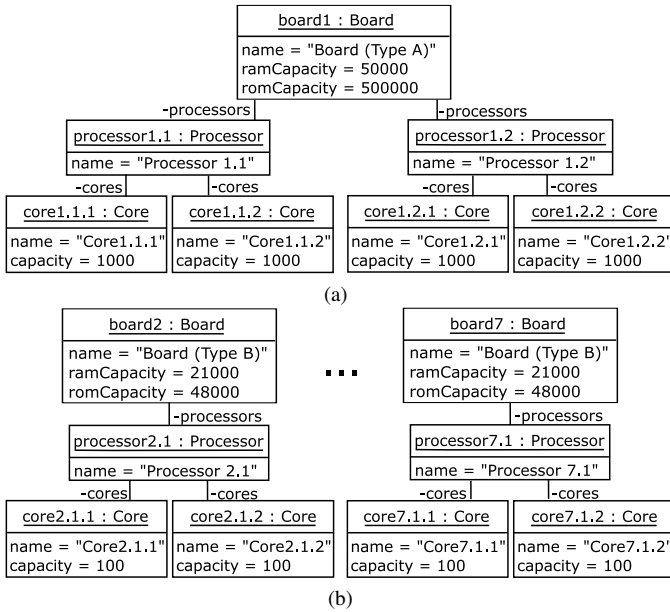 board1 : Board
name = "Board (Type A)"
ramCapacity = 50000
romCapacity = 500000
-processors
-processors
processor1.1 : Processor
name = "Processor 1.1"
processor1.2 : Processor
name = "Processor 1.2"
-cores
-cores
-cores
-cores
core1.1.1 : Core
name = "Core1.1.1"
capacity = 1000
core1.1.2 : Core
name = "Core1.1.2"
capacity = 1000
core1.2.1 : Core
name = "Core1.2.1"
capacity = 1000
core1.2.2 : Core
name = "Core1.2.2"
capacity = 1000
(a)
board2 : Board
name = "Board (Type B)"
ramCapacity = 21000
romCapacity = 48000
...
board7 : Board
name = "Board (Type B)"
ramCapacity = 21000
romCapacity = 48000
-processors
-processors
processor2.1 : Processor
name = "Processor 2.1"
processor7.1 : Processor
name = "Processor 7.1"
-cores
-cores
-cores
-cores
core2.1.1 : Core
name = "Core2.1.1"
capacity = 100
core2.1.2 : Core
name = "Core2.1.2"
capacity = 100
core7.1.1 : Core
name = "Core7.1.1"
capacity = 100
core7.1.2 : Core
name = "Core7.1.2"
capacity = 100
(b)